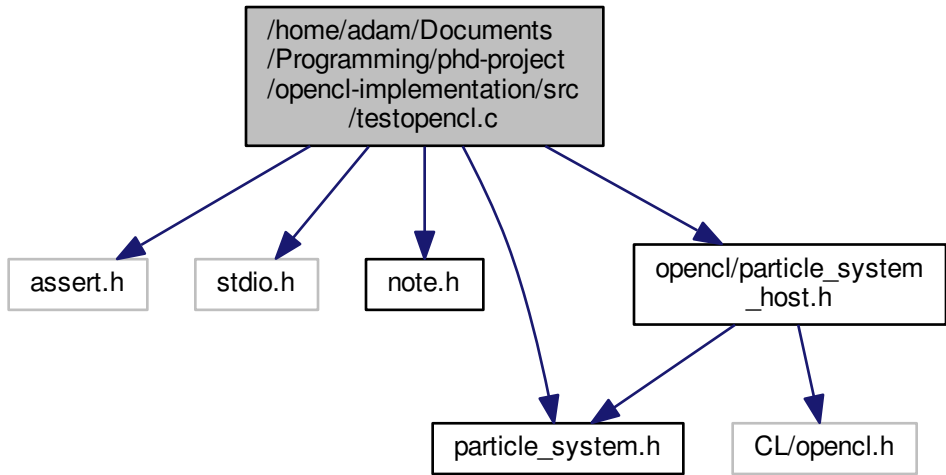 /home/adam/Documents
/Programming/phd-project
/opencl-implementation/src
/testopencl.c
assert.h
stdio.h
note.h
opencl/particle_system
_host.h
particle_system.h
CL/opencl.h